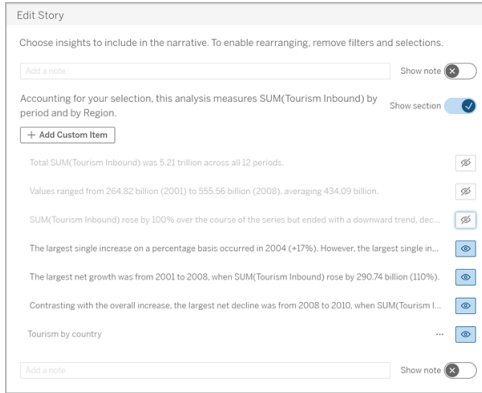 Edit Story
Choose insights to include in the narrative. To enable rearranging, remove filters and selections.
Add a note
Show note
Accounting for your selection, this analysis measures SUM(Tourism Inbound) by
period and by Region.
Show section
+ Add Custom Item
Total SUM(Tourism Inbound) was 5.21 trillion across all 12 periods.
Values ranged from 264.82 billion (2001) to 555.56 billion (2008), averaging 434.09 billion.
SUM(Tourism Inbound) rose by 100% over the course of the series but ended with a downward trend, dec...
The largest single increase on a percentage basis occurred in 2004 (+17%). However, the largest single in...
The largest net growth was from 2001 to 2008, when SUM(Tourism Inbound) rose by 290.74 billion (110%).
Contrasting with the overall increase, the largest net decline was from 2008 to 2010, when SUM(Tourism I...
Tourism by country
...
Add a note
Show note